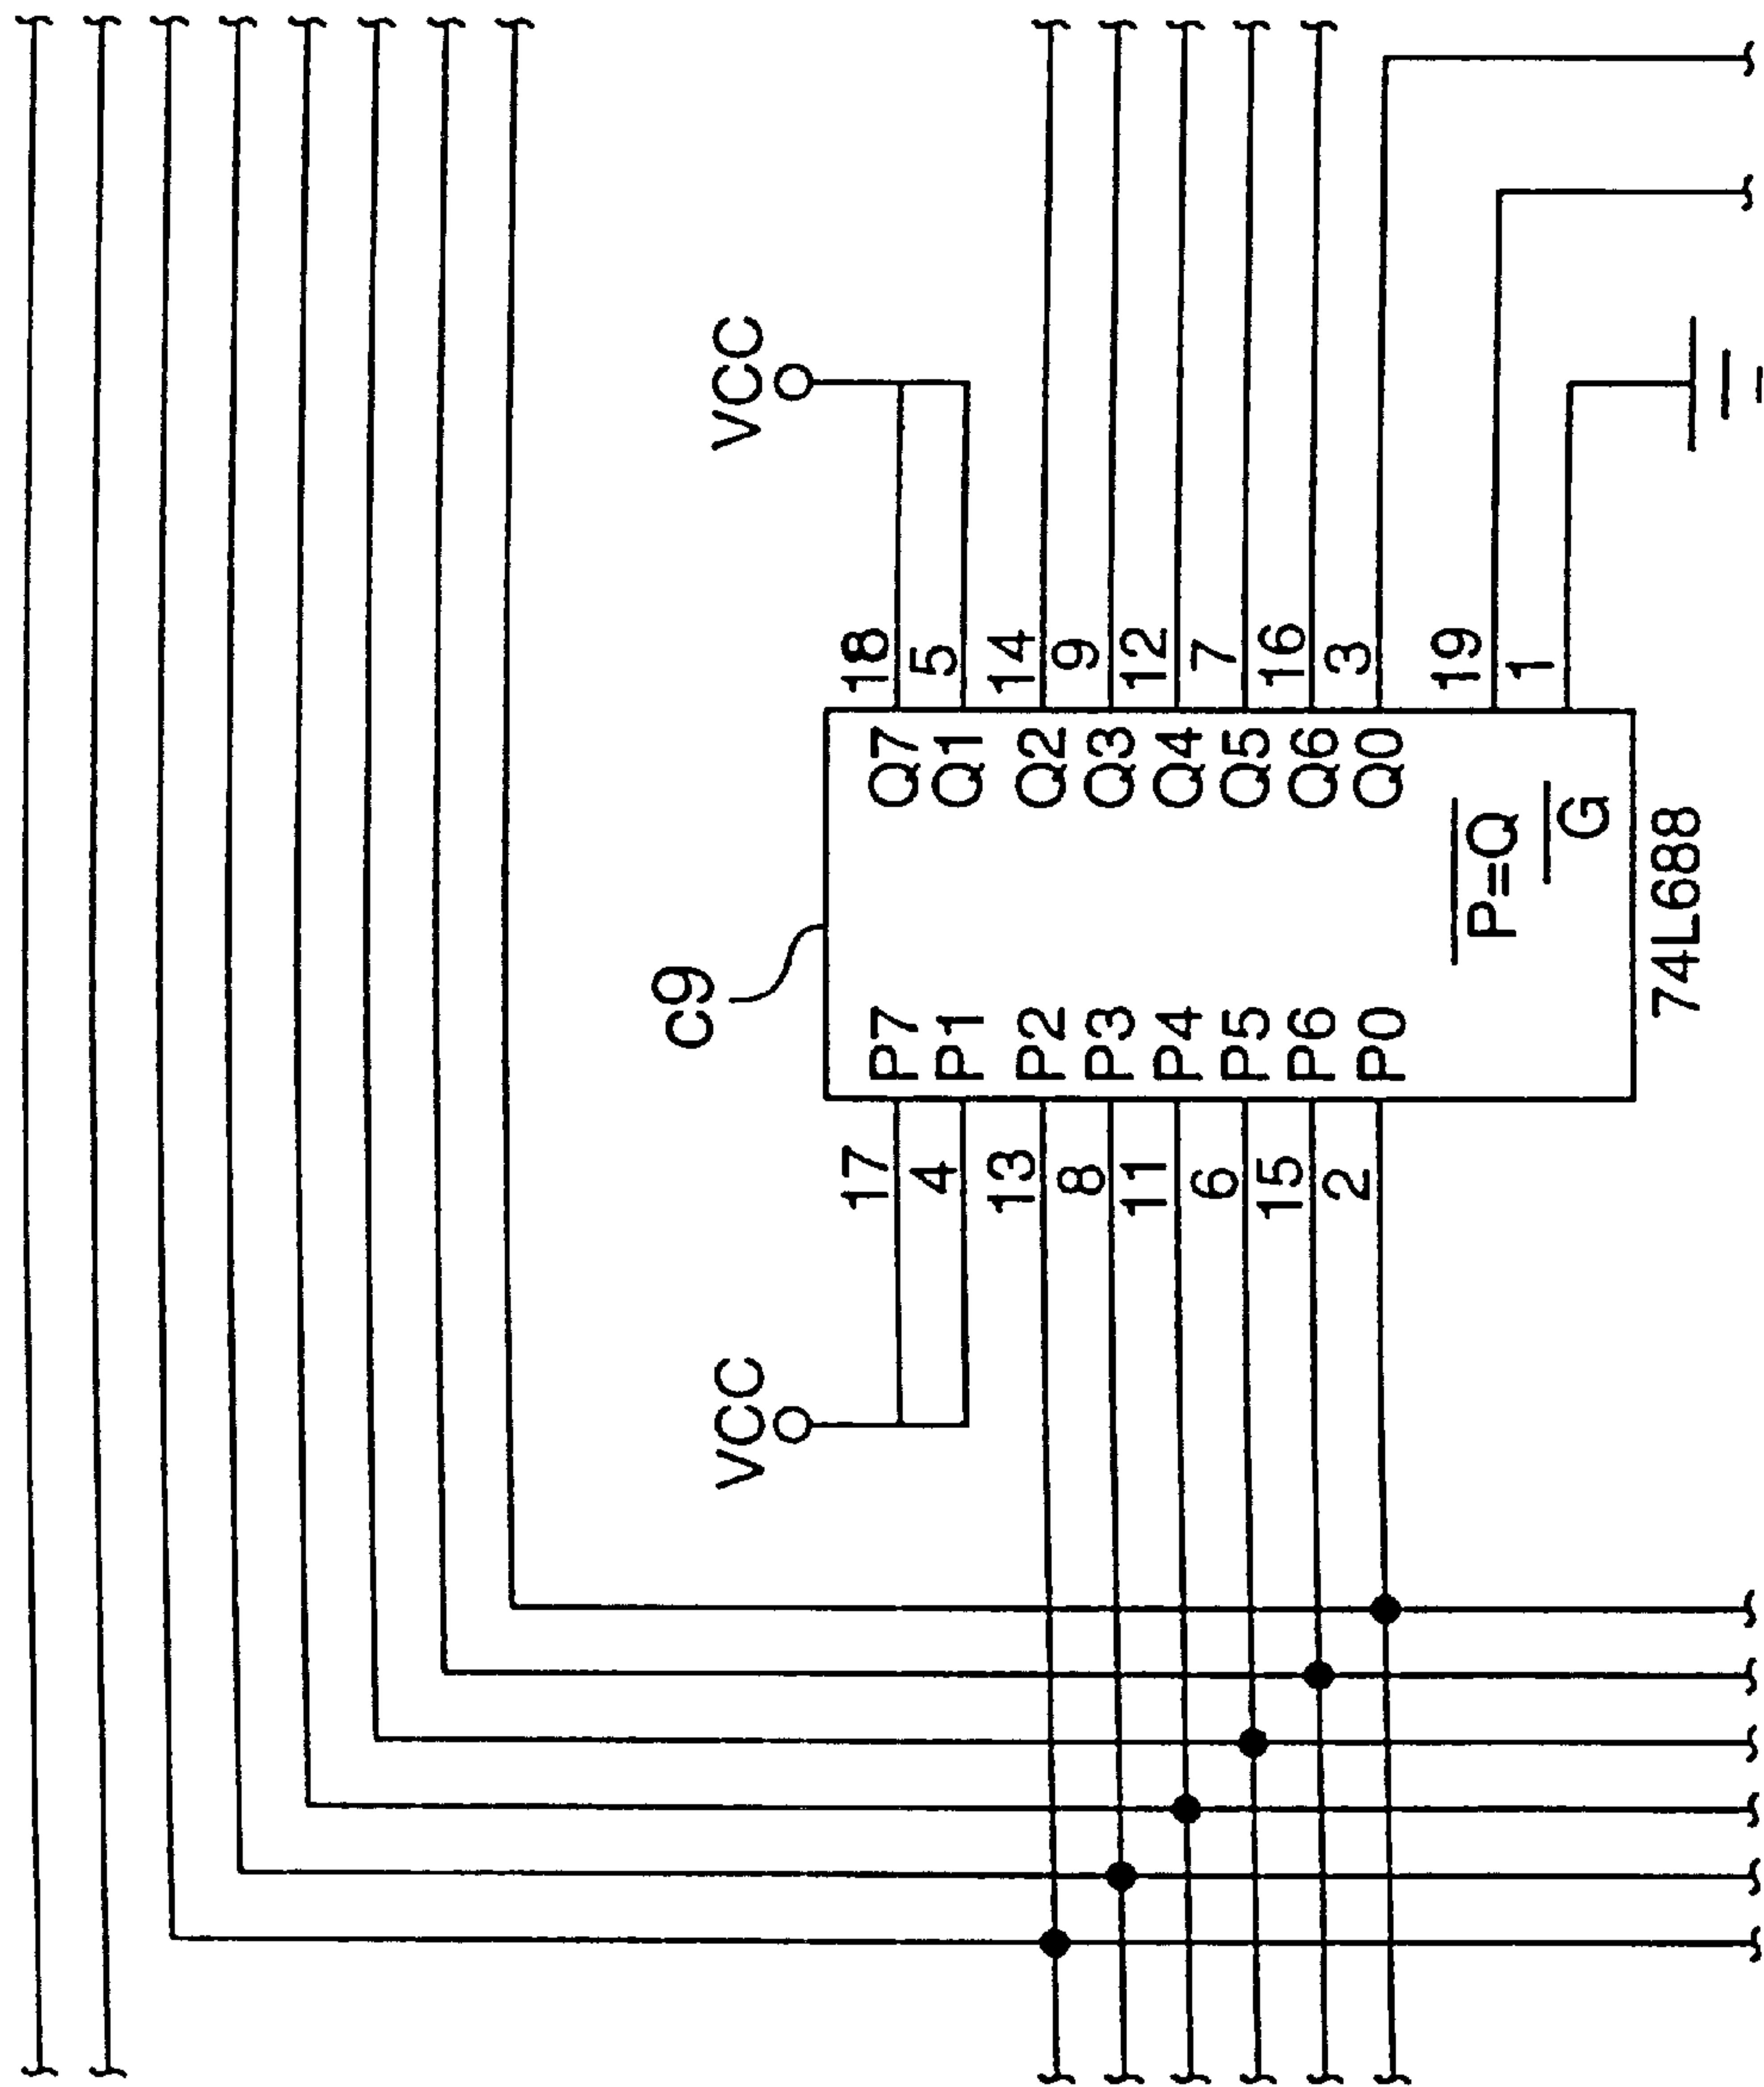 C9
VCC
VCC
17 P7 Q7 18
4 P1 Q1 5
13 P2 Q2 14
8 P3 Q3 9
11 P4 Q4 12
6 P5 Q5 7
15 P6 Q6 16
2 P0 Q0 3
P=Q 19
G 1
74L688